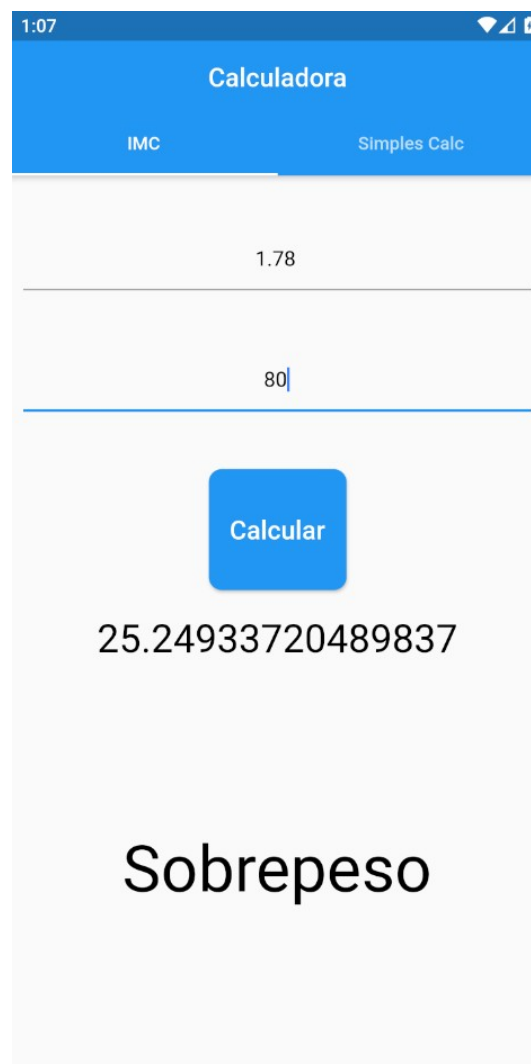 1:07
Calculadora
IMC Simples Calc
1.78
80
Calcular
25.24933720489837
Sobrepeso